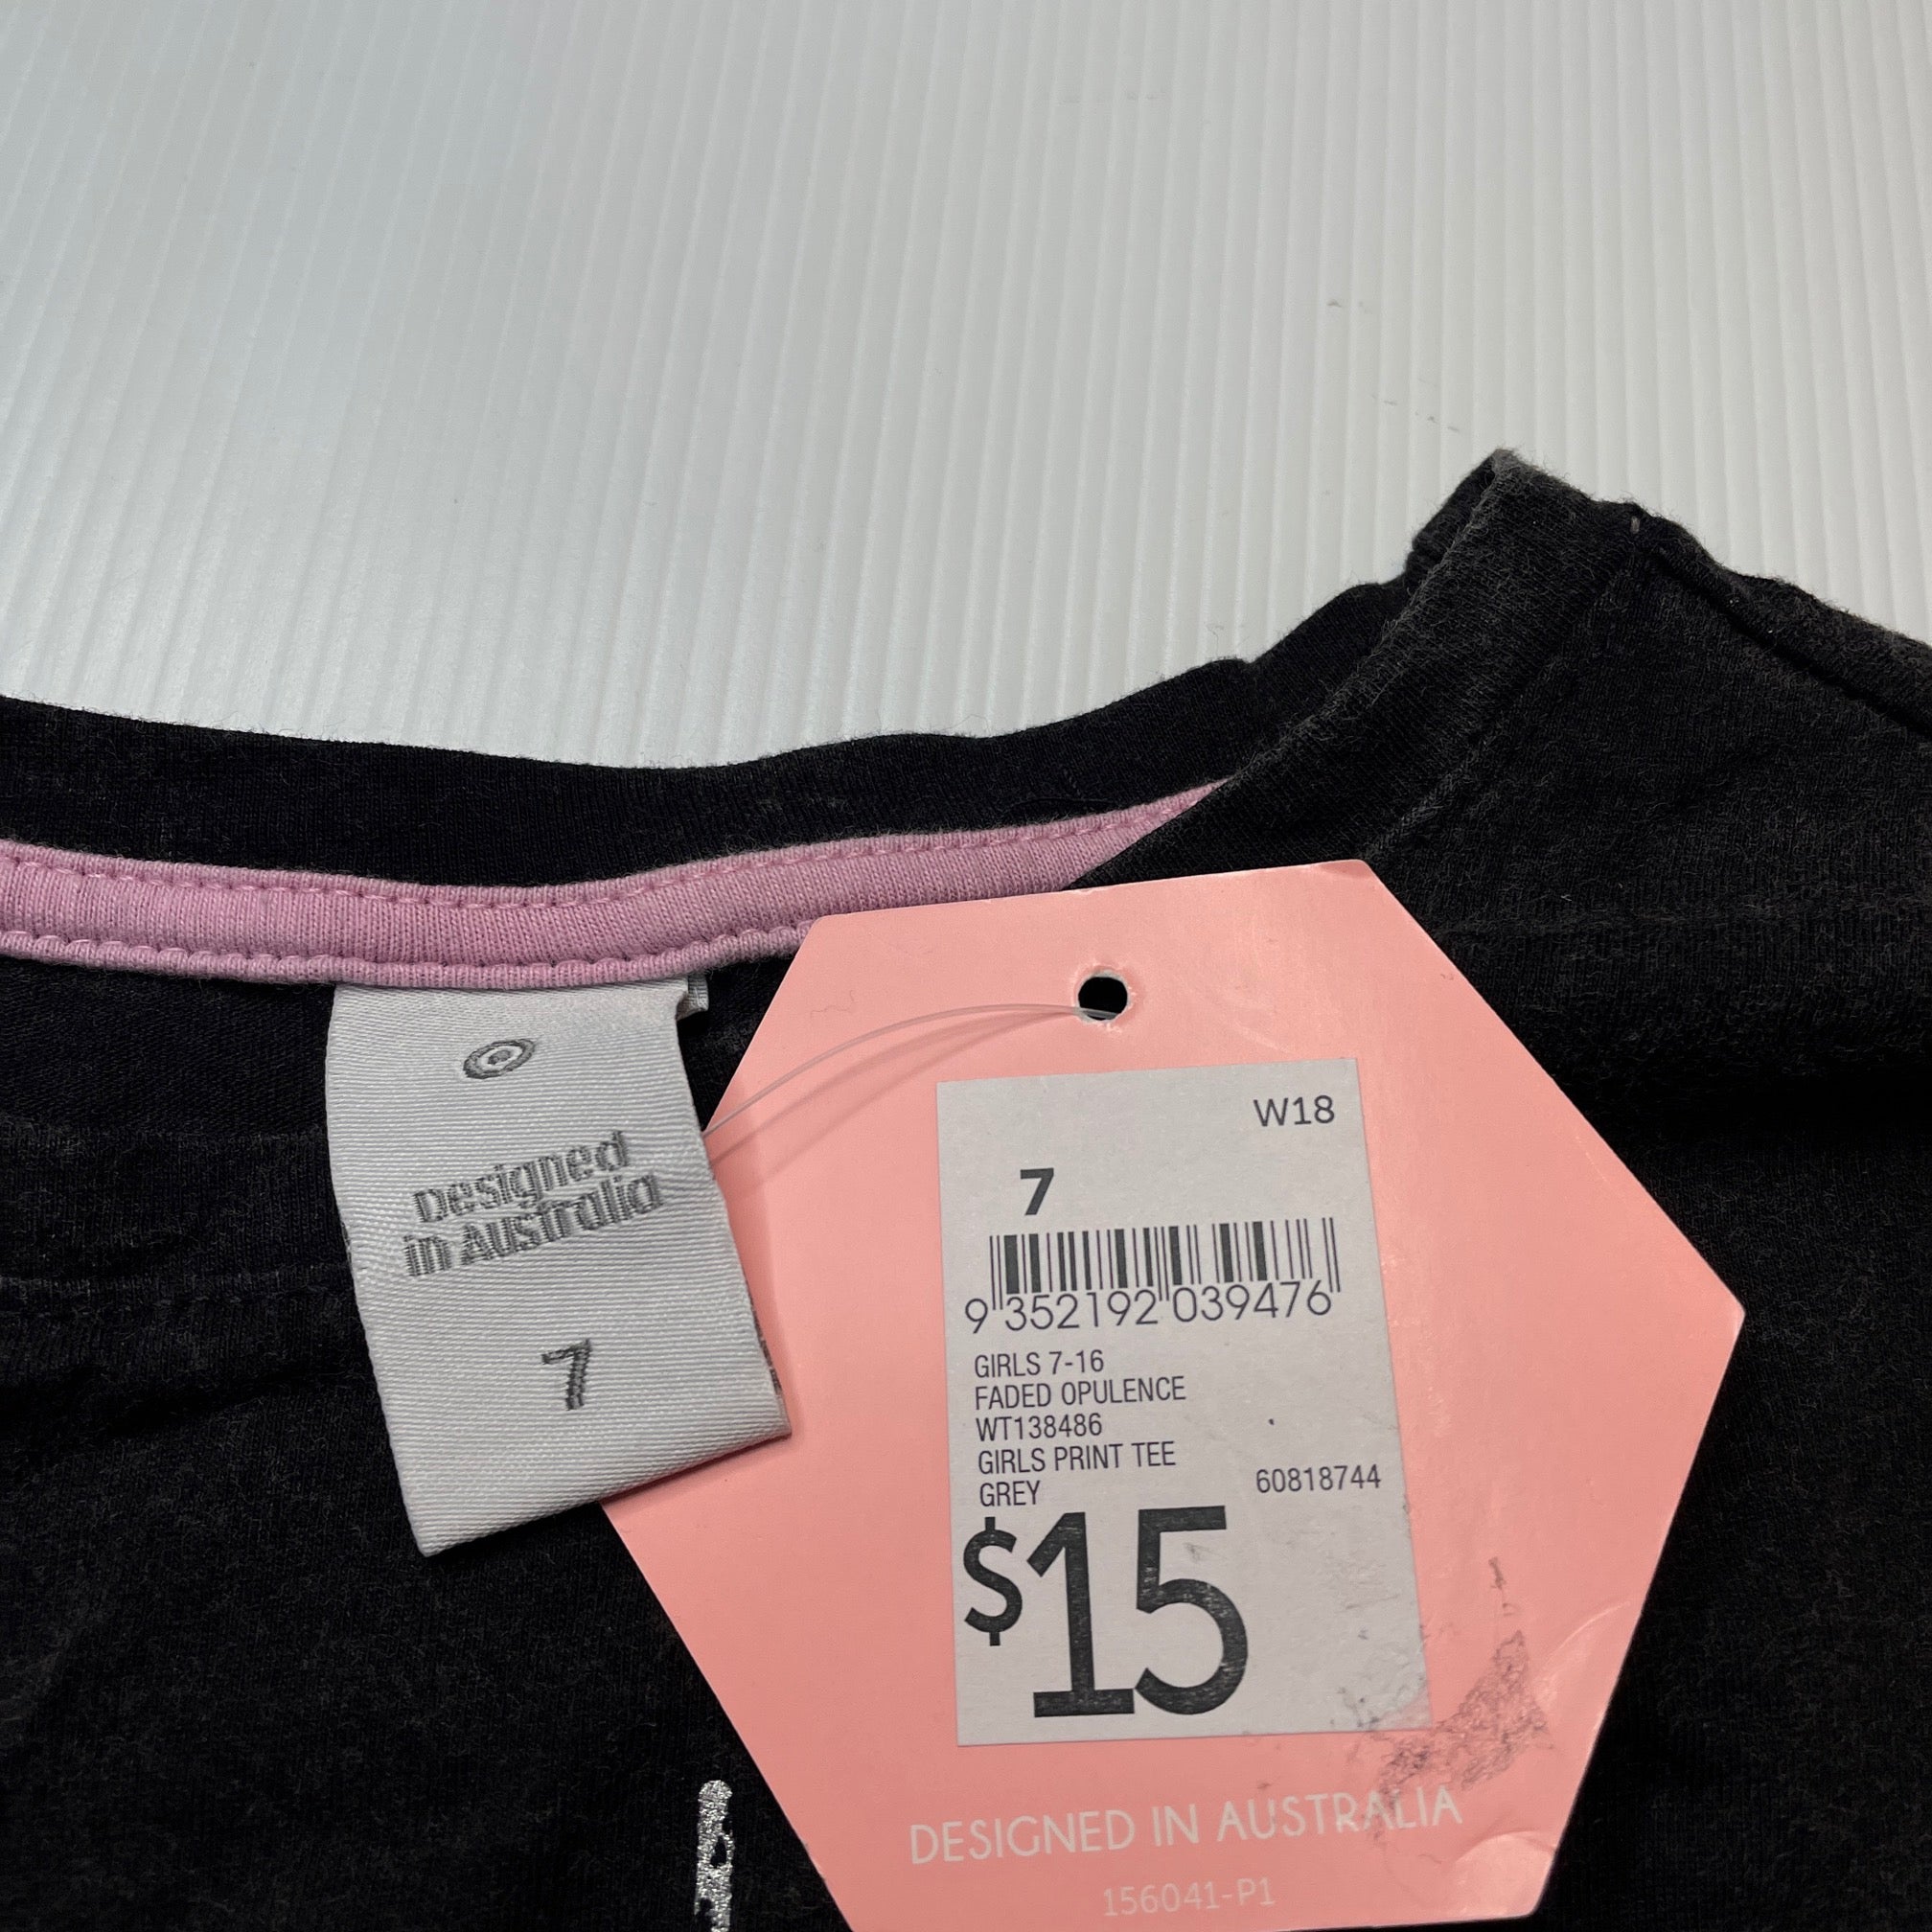 Designed
in Australia
7
W18
7
9 352192 039476
GIRLS 7-16
FADED OPULENCE
WT138486
GIRLS PRINT TEE
GREY
60818744
$15
DESIGNED IN AUSTRALIA
156041-P1